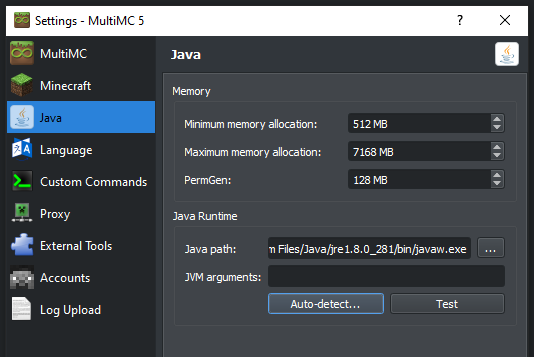 Settings - MultiMC 5
?
MultiMC
Minecraft
Java
Language
Custom Commands
Proxy
External Tools
Accounts
Log Upload
Java
Memory
Minimum memory allocation: 512 MB
Maximum memory allocation: 7168 MB
PermGen: 128 MB
Java Runtime
Java path: m Files/Java/jre1.8.0_281/bin/javaw.exe ...
JVM arguments:
Auto-detect... Test